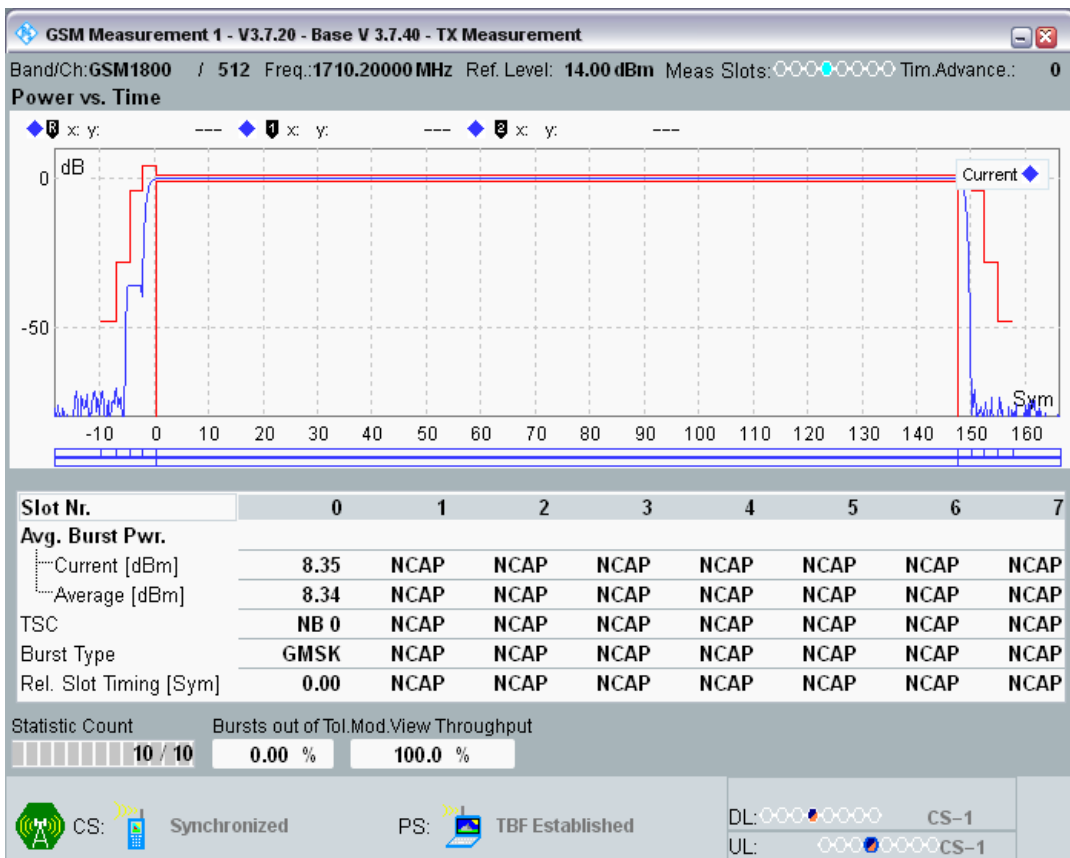 GSM Measurement 1 - V3.7.20 - Base V 3.7.40 - TX Measurement
Band/Ch:GSM1800 / 512 Freq.:1710.20000 MHz Ref. Level: 14.00 dBm Meas Slots: Tim.Advance.: 0
Power vs. Time
R x: y: --- 1 x: y: --- 2 x: y: ---
dB
0
Current
-50
Sym
-10 0 10 20 30 40 50 60 70 80 90 100 110 120 130 140 150 160
Slot Nr. 0 1 2 3 4 5 6 7
Avg. Burst Pwr.
Current [dBm] 8.35 NCAP NCAP NCAP NCAP NCAP NCAP NCAP
Average [dBm] 8.34 NCAP NCAP NCAP NCAP NCAP NCAP NCAP
TSC NB 0 NCAP NCAP NCAP NCAP NCAP NCAP NCAP
Burst Type GMSK NCAP NCAP NCAP NCAP NCAP NCAP NCAP
Rel. Slot Timing [Sym] 0.00 NCAP NCAP NCAP NCAP NCAP NCAP NCAP
Statistic Count Bursts out of Tol.Mod.View Throughput
10 / 10 0.00 % 100.0 %
CS: Synchronized PS: TBF Established
DL: CS-1
UL: CS-1